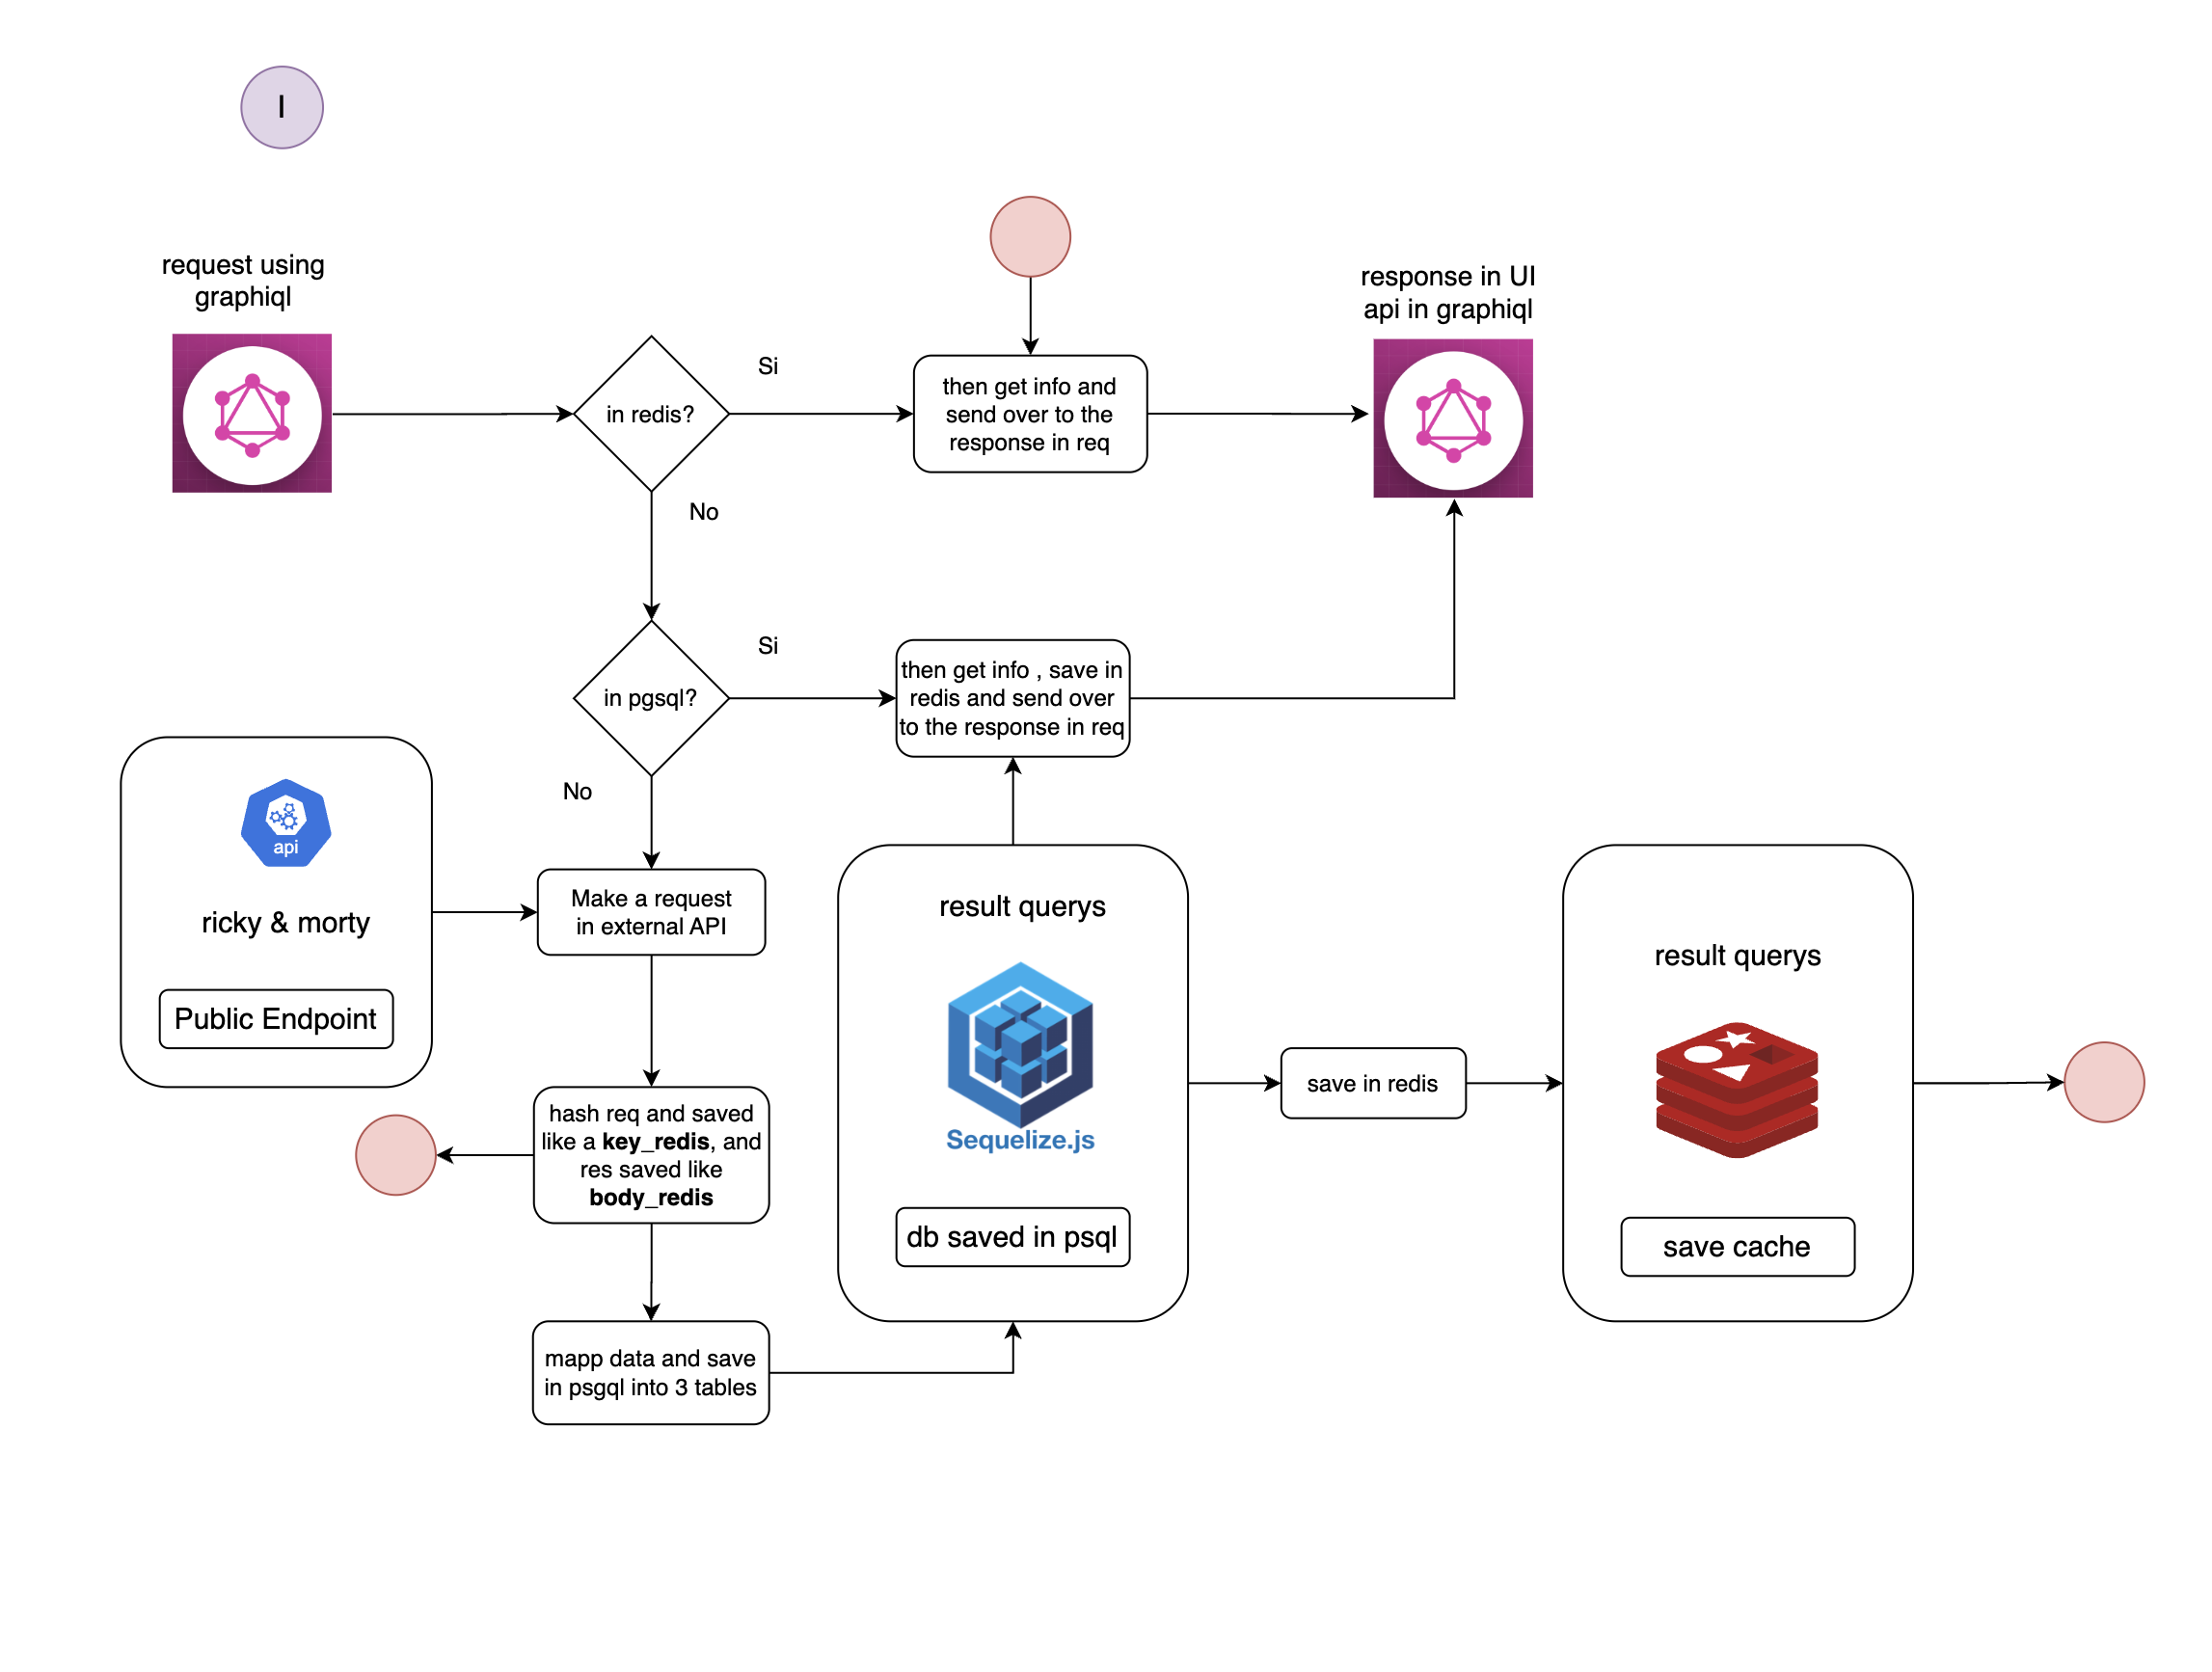 I
request using
graphiql
response in UI
api in graphiql
in redis?
Si
then get info and
send over to the
response in req
No
in pgsql?
Si
then get info , save in
redis and send over
to the response in req
No
api
ricky & morty
Public Endpoint
Make a request
in external API
hash req and saved
like a key_redis, and
res saved like
body_redis
mapp data and save
in psgql into 3 tables
result querys
Sequelize.js
db saved in psql
save in redis
result querys
save cache